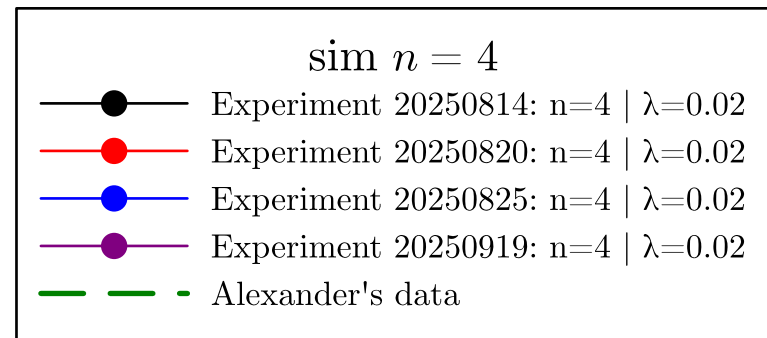 sim n = 4
Experiment 20250814: n=4 | λ=0.02
Experiment 20250820: n=4 | λ=0.02
Experiment 20250825: n=4 | λ=0.02
Experiment 20250919: n=4 | λ=0.02
Alexander's data